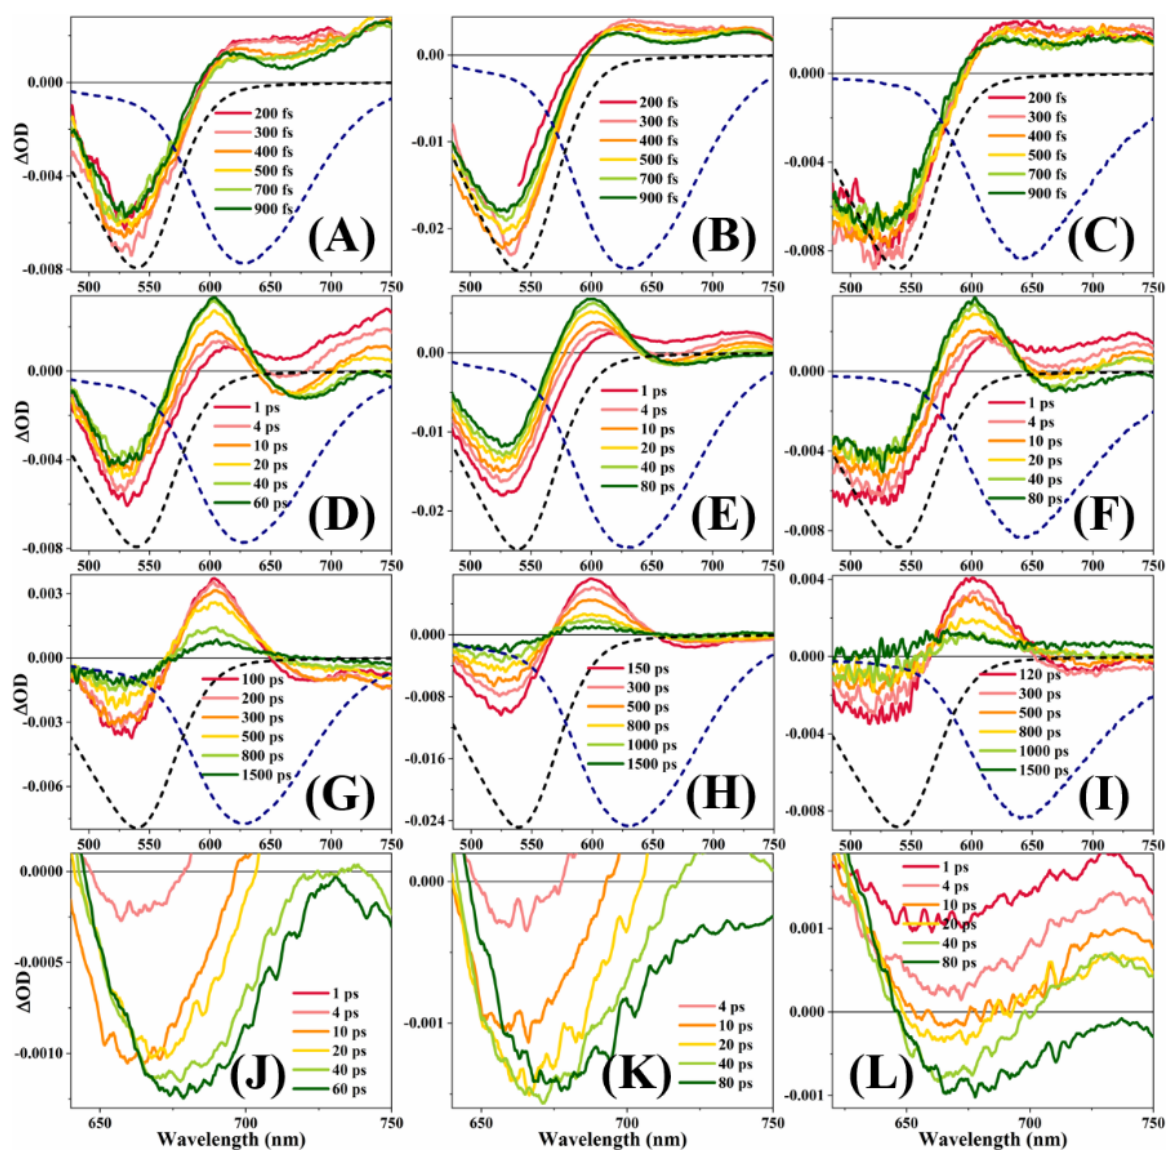 0.000
-0.004
-0.008
ΔOD
200 fs
300 fs
400 fs
500 fs
700 fs
900 fs
(A)
500 550 600 650 700 750
0.00
-0.01
-0.02
200 fs
300 fs
400 fs
500 fs
700 fs
900 fs
(B)
500 550 600 650 700 750
0.000
-0.004
-0.008
200 fs
300 fs
400 fs
500 fs
700 fs
900 fs
(C)
500 550 600 650 700 750
0.000
-0.004
-0.008
ΔOD
1 ps
4 ps
10 ps
20 ps
40 ps
60 ps
(D)
500 550 600 650 700 750
0.00
-0.01
-0.02
1 ps
4 ps
10 ps
20 ps
40 ps
80 ps
(E)
500 550 600 650 700 750
0.000
-0.004
-0.008
1 ps
4 ps
10 ps
20 ps
40 ps
80 ps
(F)
500 550 600 650 700 750
0.003
0.000
-0.003
-0.006
ΔOD
100 ps
200 ps
300 ps
500 ps
800 ps
1500 ps
(G)
500 550 600 650 700 750
0.000
-0.008
-0.016
-0.024
150 ps
300 ps
500 ps
800 ps
1000 ps
1500 ps
(H)
500 550 600 650 700 750
0.004
0.000
-0.004
-0.008
120 ps
300 ps
500 ps
800 ps
1000 ps
1500 ps
(I)
500 550 600 650 700 750
0.0000
-0.0005
-0.0010
ΔOD
1 ps
4 ps
10 ps
20 ps
40 ps
60 ps
(J)
650 700 750
Wavelength (nm)
0.000
-0.001
4 ps
10 ps
20 ps
40 ps
80 ps
(K)
650 700 750
Wavelength (nm)
0.001
0.000
-0.001
1 ps
4 ps
10 ps
20 ps
40 ps
80 ps
(L)
650 700 750
Wavelength (nm)